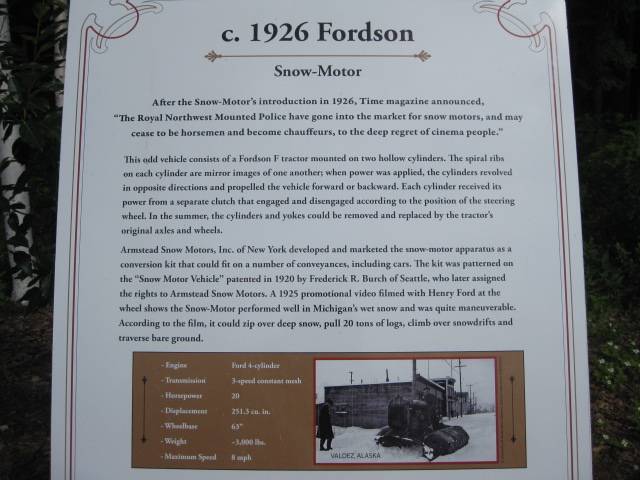 c. 1926 Fordson
Snow-Motor
After the Snow-Motor's introduction in 1926, Time magazine announced,
"The Royal Northwest Mounted Police have gone into the market for snow motors, and may
cease to be horsemen and become chauffeurs, to the deep regret of cinema people."
This odd vehicle consists of a Fordson F tractor mounted on two hollow cylinders. The spiral ribs
on each cylinder are mirror images of one another; when power was applied, the cylinders revolved
in opposite directions and propelled the vehicle forward or backward. Each cylinder received its
power from a separate clutch that engaged and disengaged according to the position of the steering
wheel. In the summer, the cylinders and yokes could be removed and replaced by the tractor's
original axles and wheels.
Armstead Snow Motors, Inc. of New York developed and marketed the snow-motor apparatus as a
conversion kit that could fit on a number of conveyances, including cars. The kit was patterned on
the "Snow Motor Vehicle" patented in 1920 by Frederick R. Burch of Seattle, who later assigned
the rights to Armstead Snow Motors. A 1925 promotional video filmed with Henry Ford at the
wheel shows the Snow-Motor performed well in Michigan's wet snow and was quite maneuverable.
According to the film, it could zip over deep snow, pull 20 tons of logs, climb over snowdrifts and
traverse bare ground.
- Engine Ford 4-cylinder
- Transmission 3-speed constant mesh
- Horsepower 20
- Displacement 251.3 cu. in.
- Wheelbase 63"
- Weight ~3,000 lbs.
- Maximum Speed 8 mph
VALDEZ, ALASKA